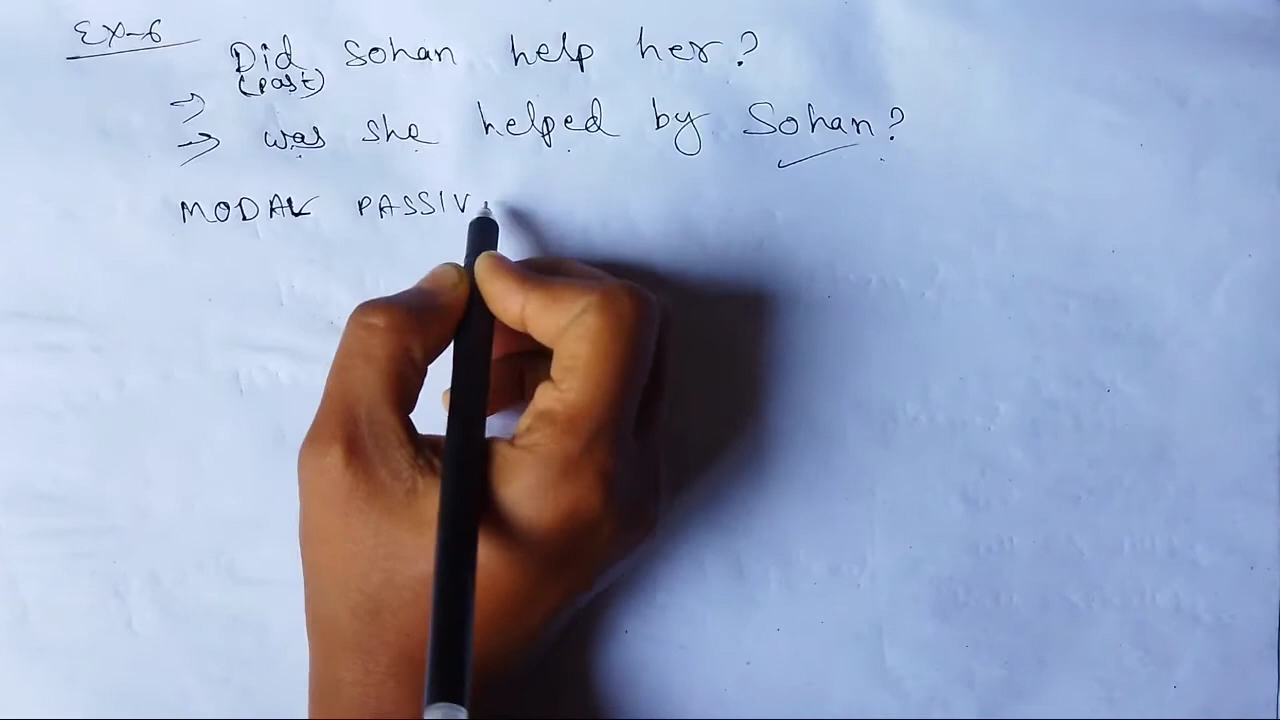 Ex-6
Did Sohan help her?
(past)
→ was she helped by Sohan?
MODAL PASSIV